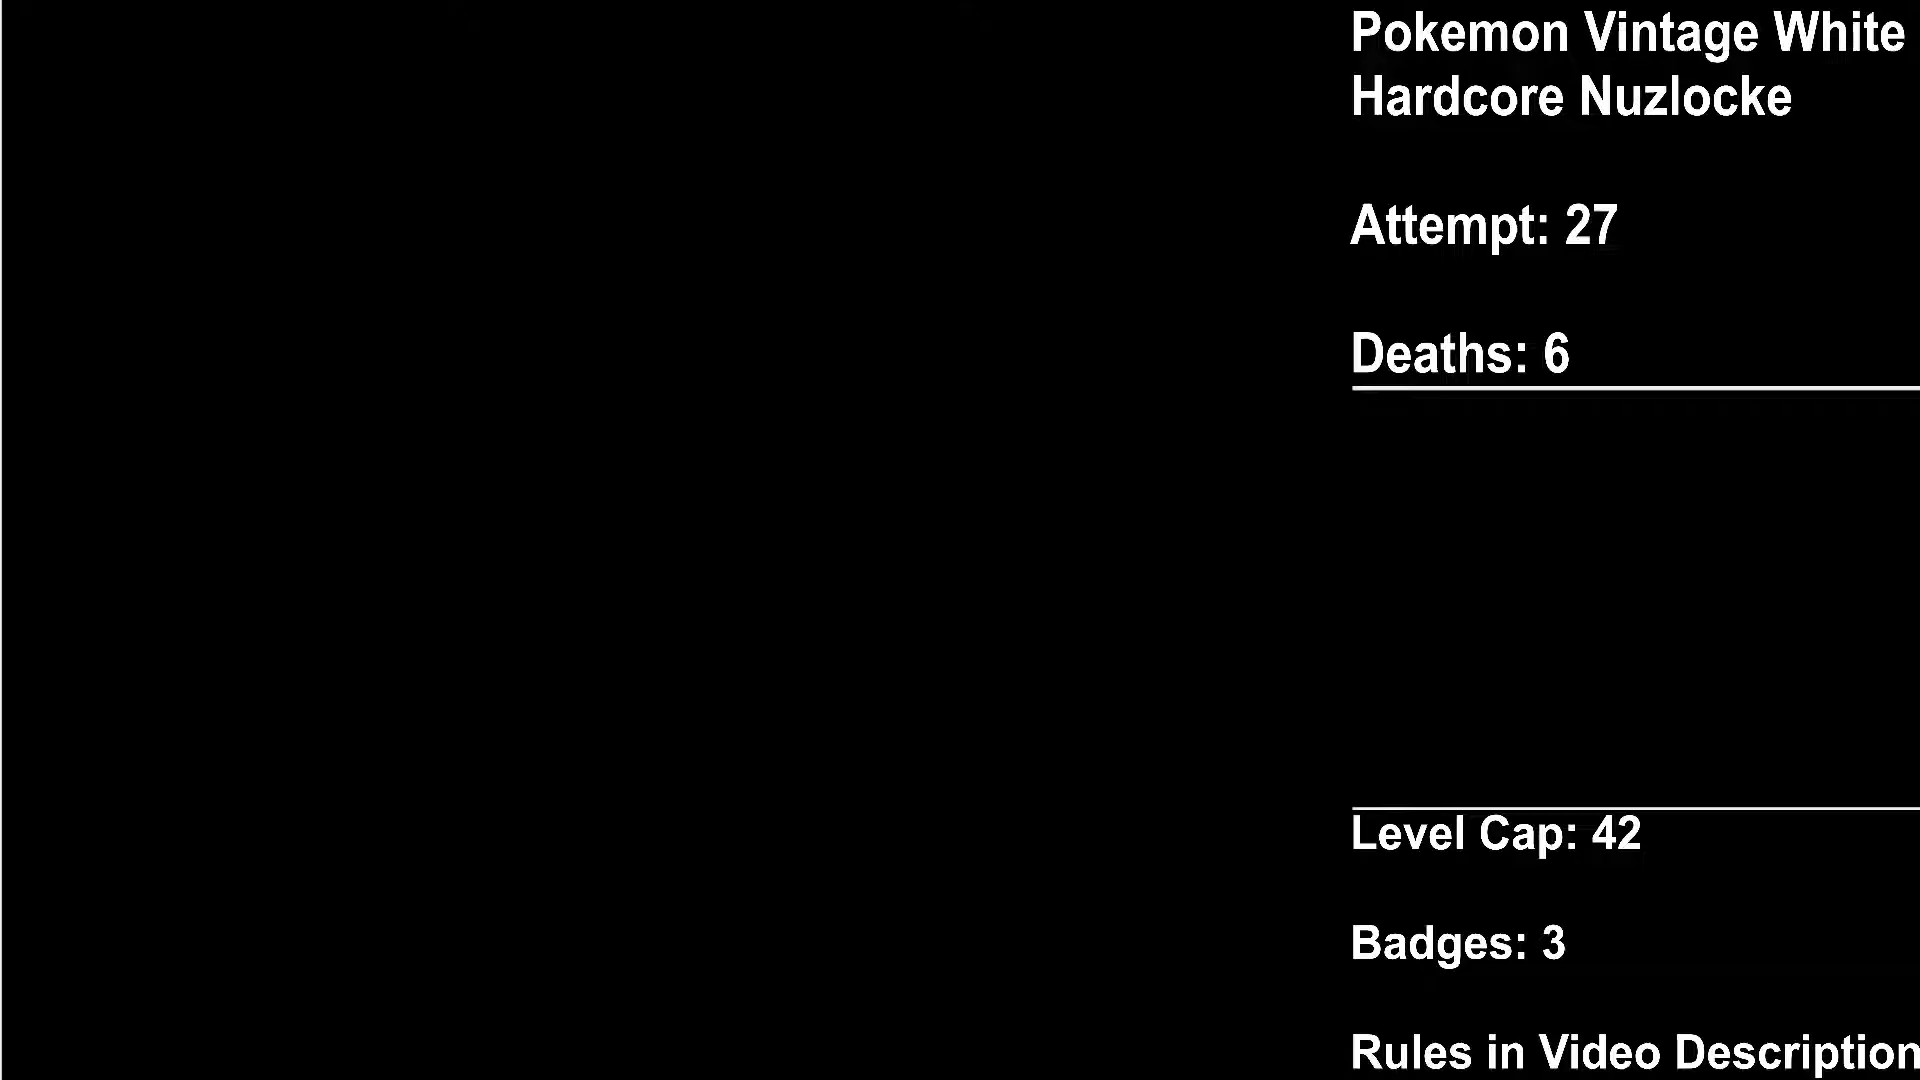 Pokemon Vintage White
Hardcore Nuzlocke
Attempt: 27
Deaths: 6
Level Cap: 42
Badges: 3
Rules in Video Description